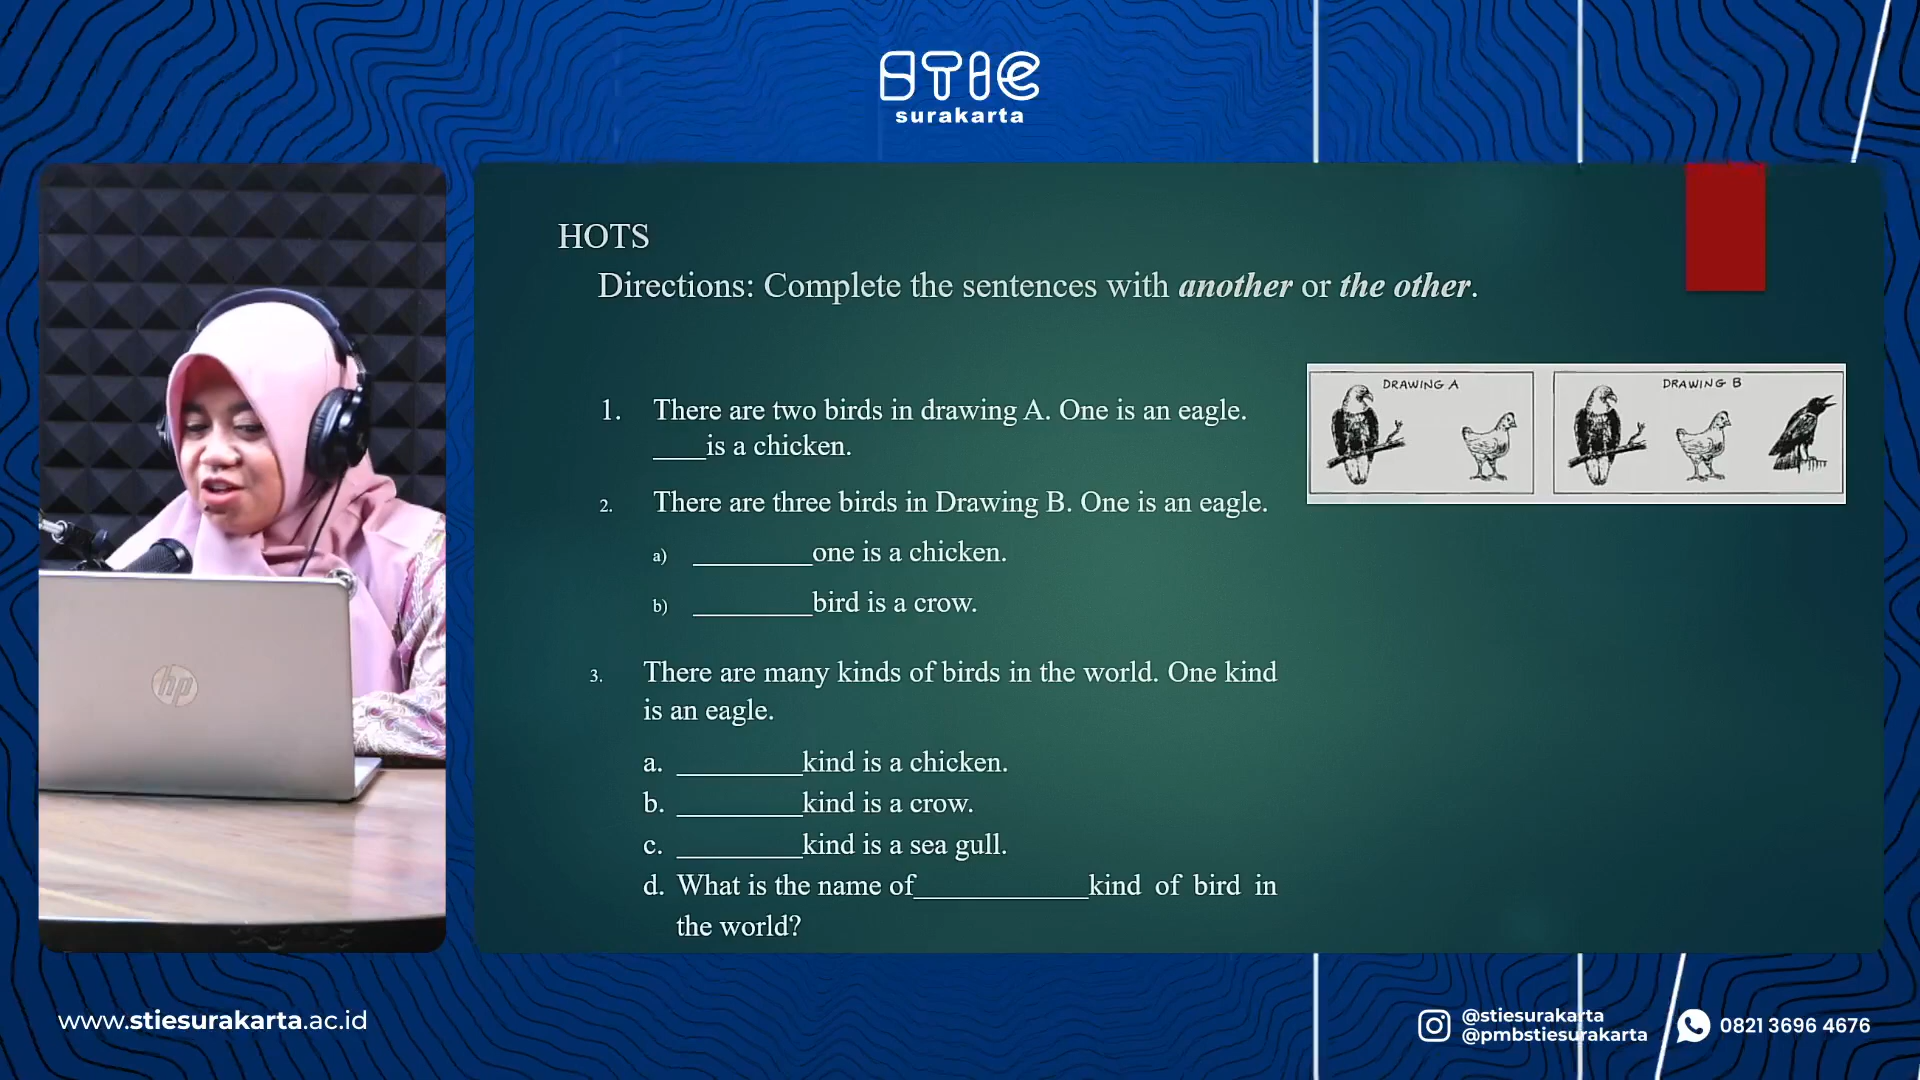 STIE
surakarta
HOTS
Directions: Complete the sentences with another or the other.
DRAWING A
DRAWING B
1. There are two birds in drawing A. One is an eagle.
____is a chicken.
2. There are three birds in Drawing B. One is an eagle.
a) _________one is a chicken.
b) _________bird is a crow.
3. There are many kinds of birds in the world. One kind
is an eagle.
a. _________kind is a chicken.
b. _________kind is a crow.
c. _________kind is a sea gull.
d. What is the name of____________kind of bird in
the world?
hp
www.stiesurakarta.ac.id
@stiesurakarta
@pmbstiesurakarta
0821 3696 4676